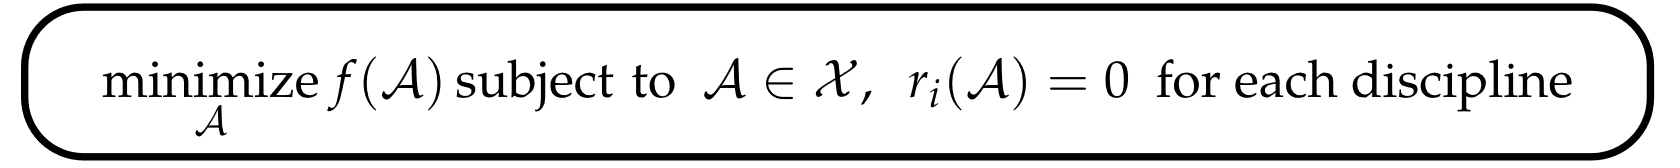 minimize f(𝒜) subject to 𝒜 ∈ 𝒳, rᵢ(𝒜) = 0 for each discipline
𝒜